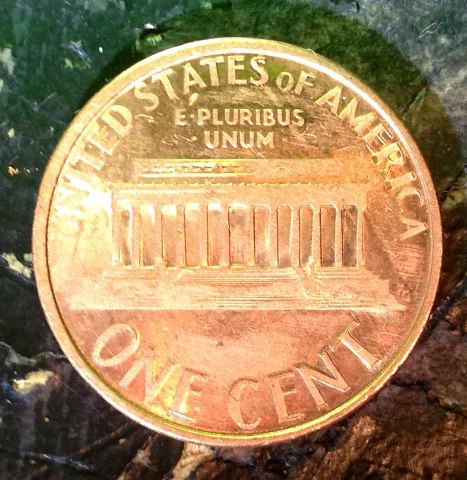 UNITED STATES OF AMERICA
E·PLURIBUS
UNUM
ONE CENT